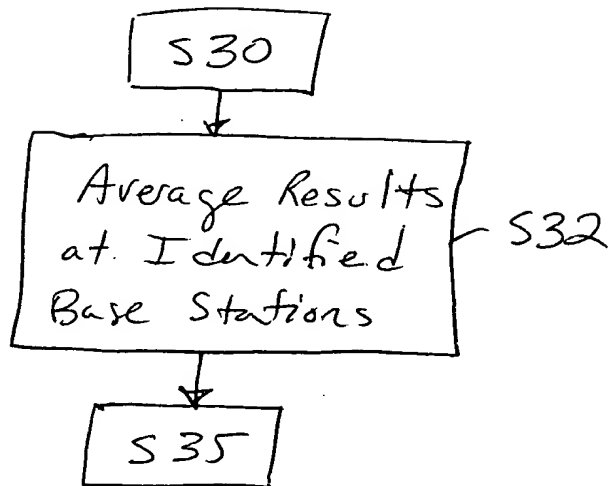 S30
Average Results
at Identified
Base Stations
S32
S35